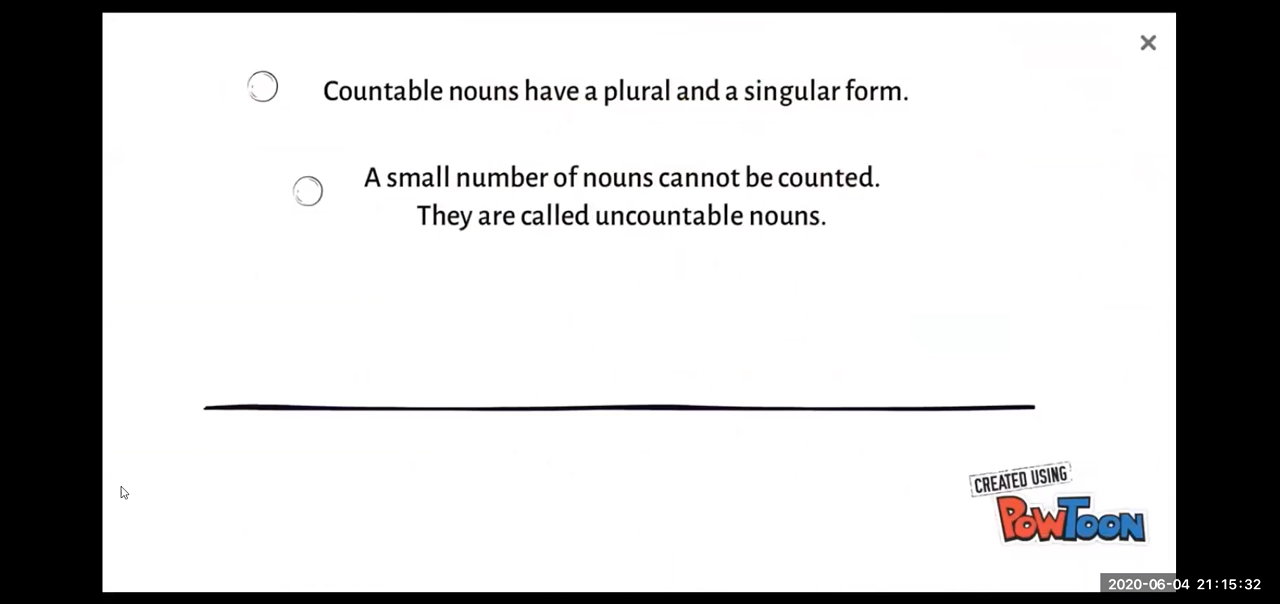 Countable nouns have a plural and a singular form.
A small number of nouns cannot be counted.
They are called uncountable nouns.
CREATED USING
POWTOON
2020-06-04 21:15:32